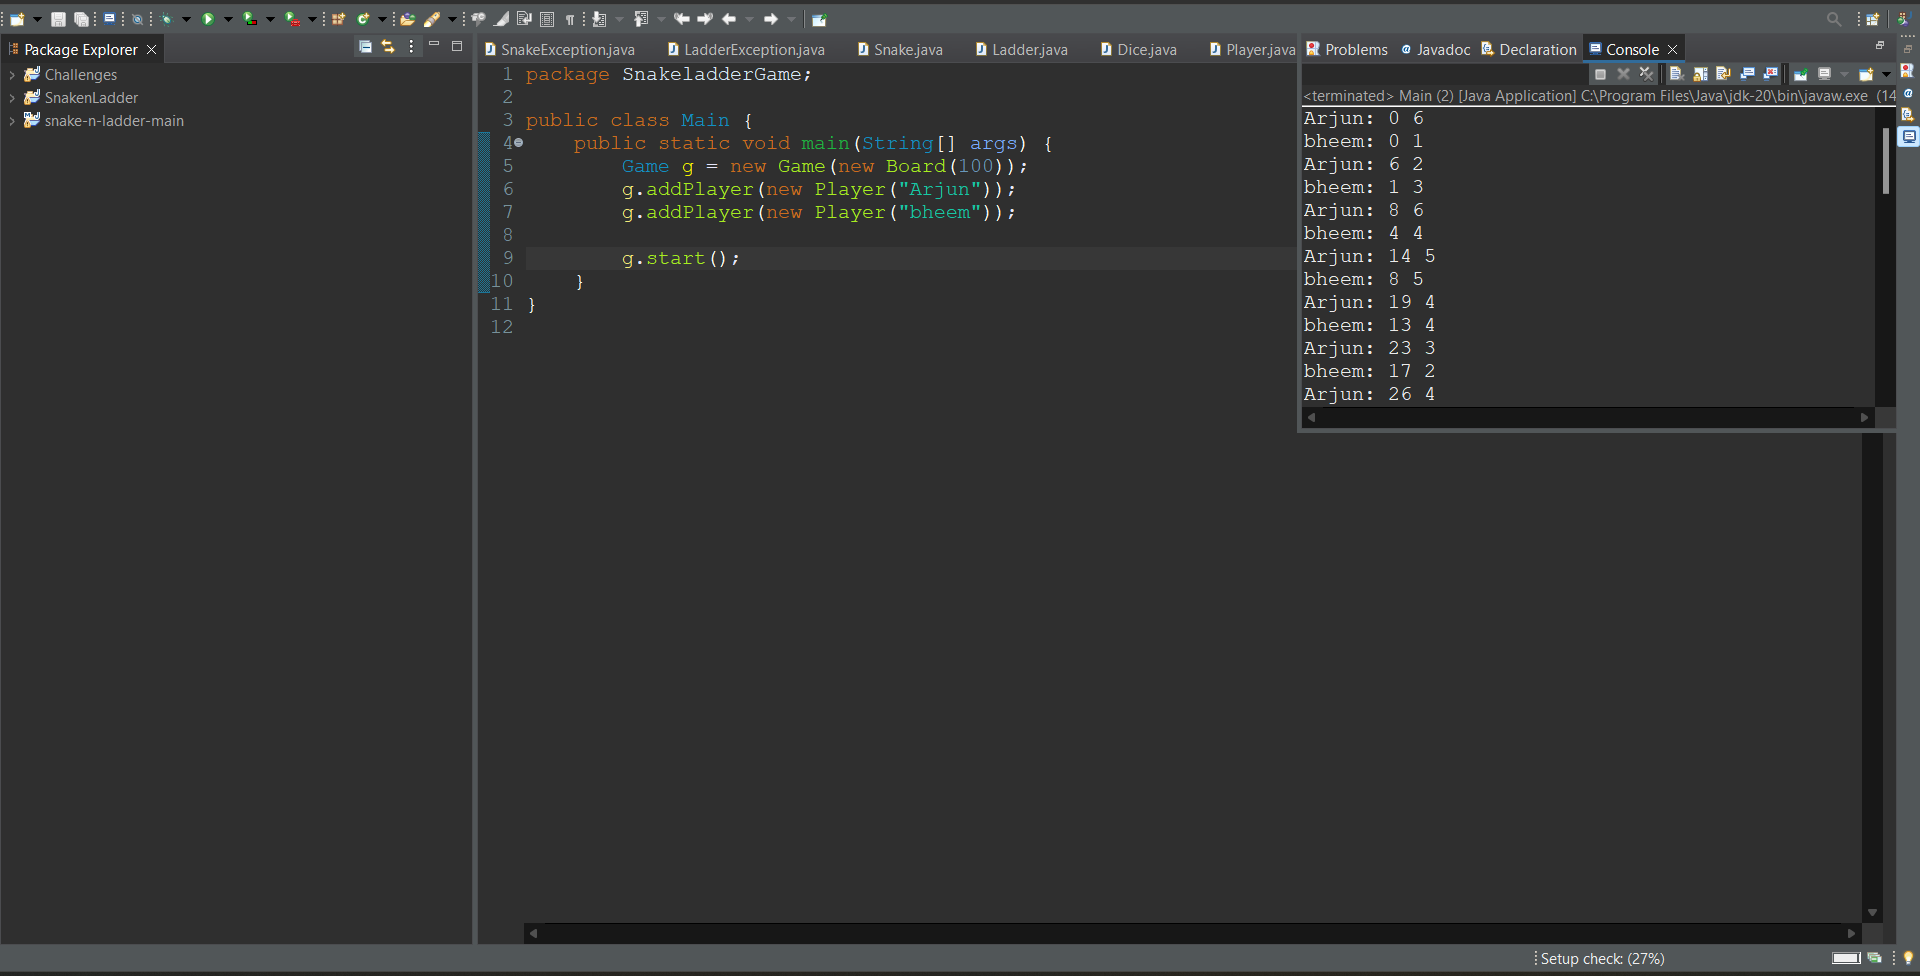 Package Explorer
Challenges
SnakenLadder
snake-n-ladder-main
SnakeException.java LadderException.java Snake.java Ladder.java Dice.java Player.java
1 package SnakeladderGame;
2
3 public class Main {
4 public static void main(String[] args) {
5 Game g = new Game(new Board(100));
6 g.addPlayer(new Player("Arjun"));
7 g.addPlayer(new Player("bheem"));
8
9 g.start();
10 }
11 }
12
Problems Javadoc Declaration Console
<terminated> Main (2) [Java Application] C:\Program Files\Java\jdk-20\bin\javaw.exe (14
Arjun: 0 6
bheem: 0 1
Arjun: 6 2
bheem: 1 3
Arjun: 8 6
bheem: 4 4
Arjun: 14 5
bheem: 8 5
Arjun: 19 4
bheem: 13 4
Arjun: 23 3
bheem: 17 2
Arjun: 26 4
Setup check: (27%)